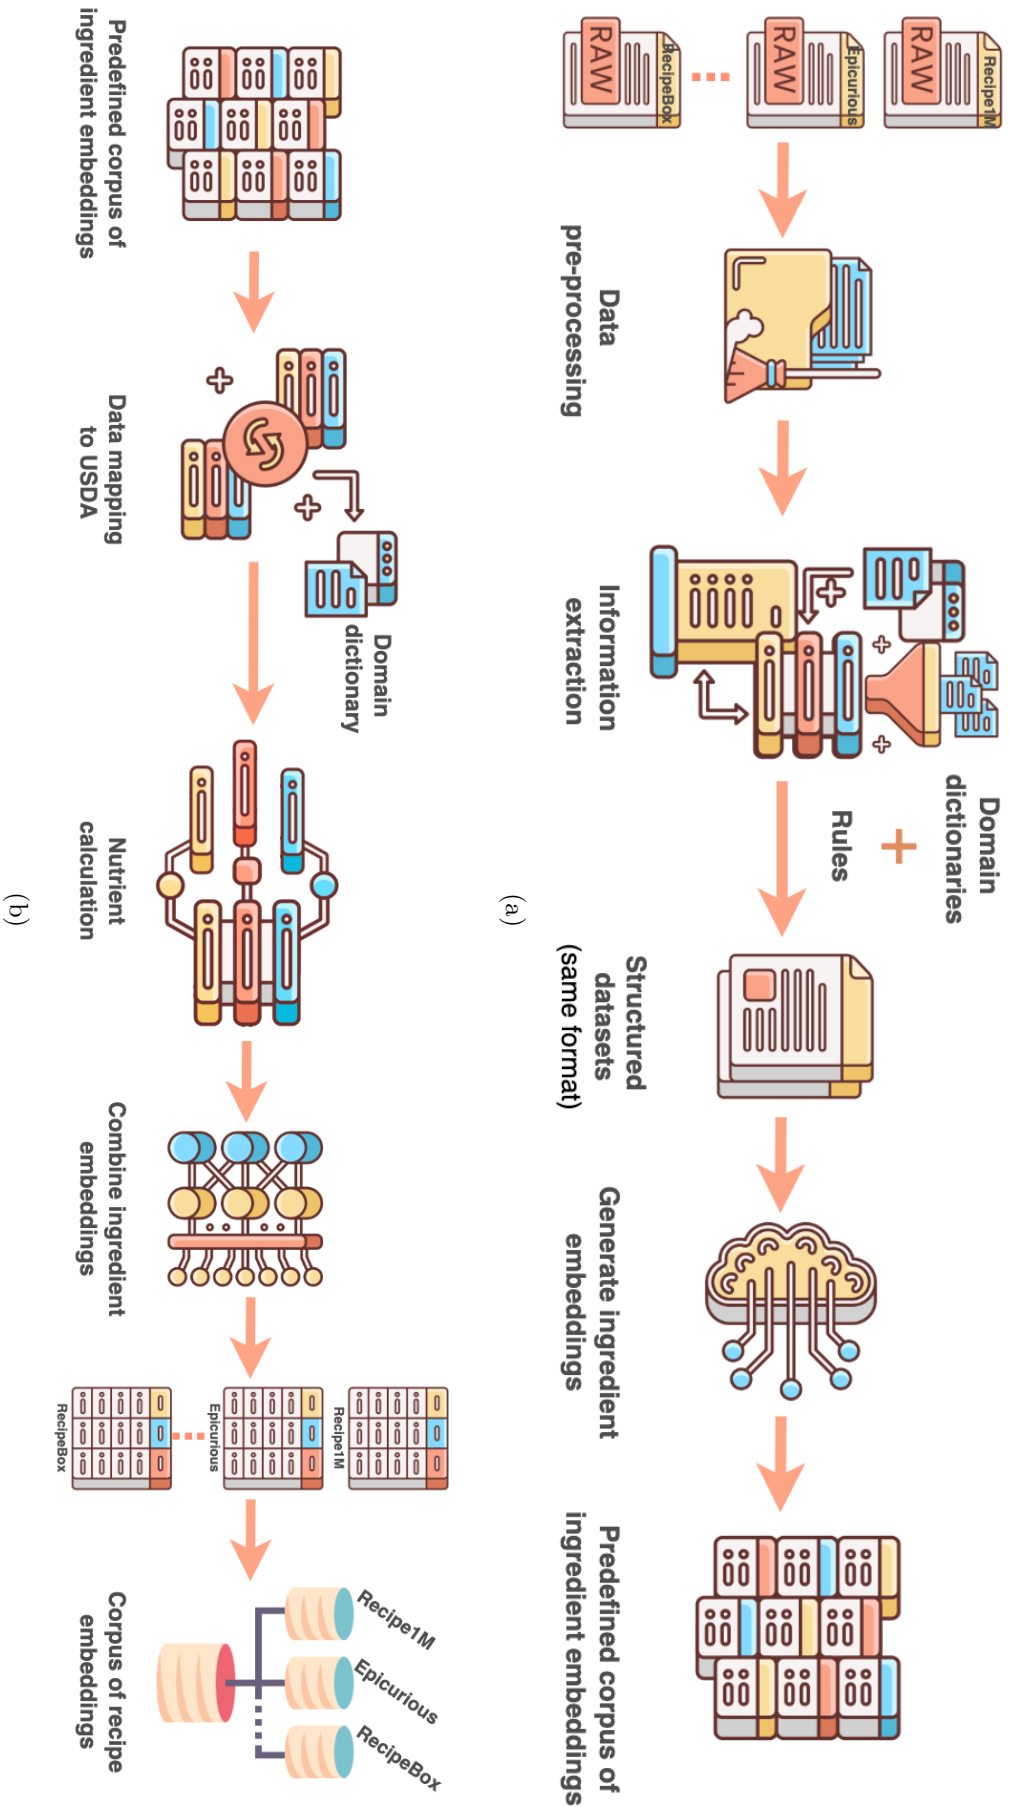 Recipe1M
RAW
Epicurious
RAW
RecipeBox
RAW
Data
pre-processing
Domain
dictionaries
+
Rules
Information
extraction
Structured
datasets
(same format)
Generate ingredient
embeddings
Predefined corpus of
ingredient embeddings
(a)
Predefined corpus of
ingredient embeddings
Domain
dictionary
Data mapping
to USDA
Nutrient
calculation
Combine ingredient
embeddings
Recipe1M
Epicurious
RecipeBox
Recipe1M
Epicurious
RecipeBox
Corpus of recipe
embeddings
(b)